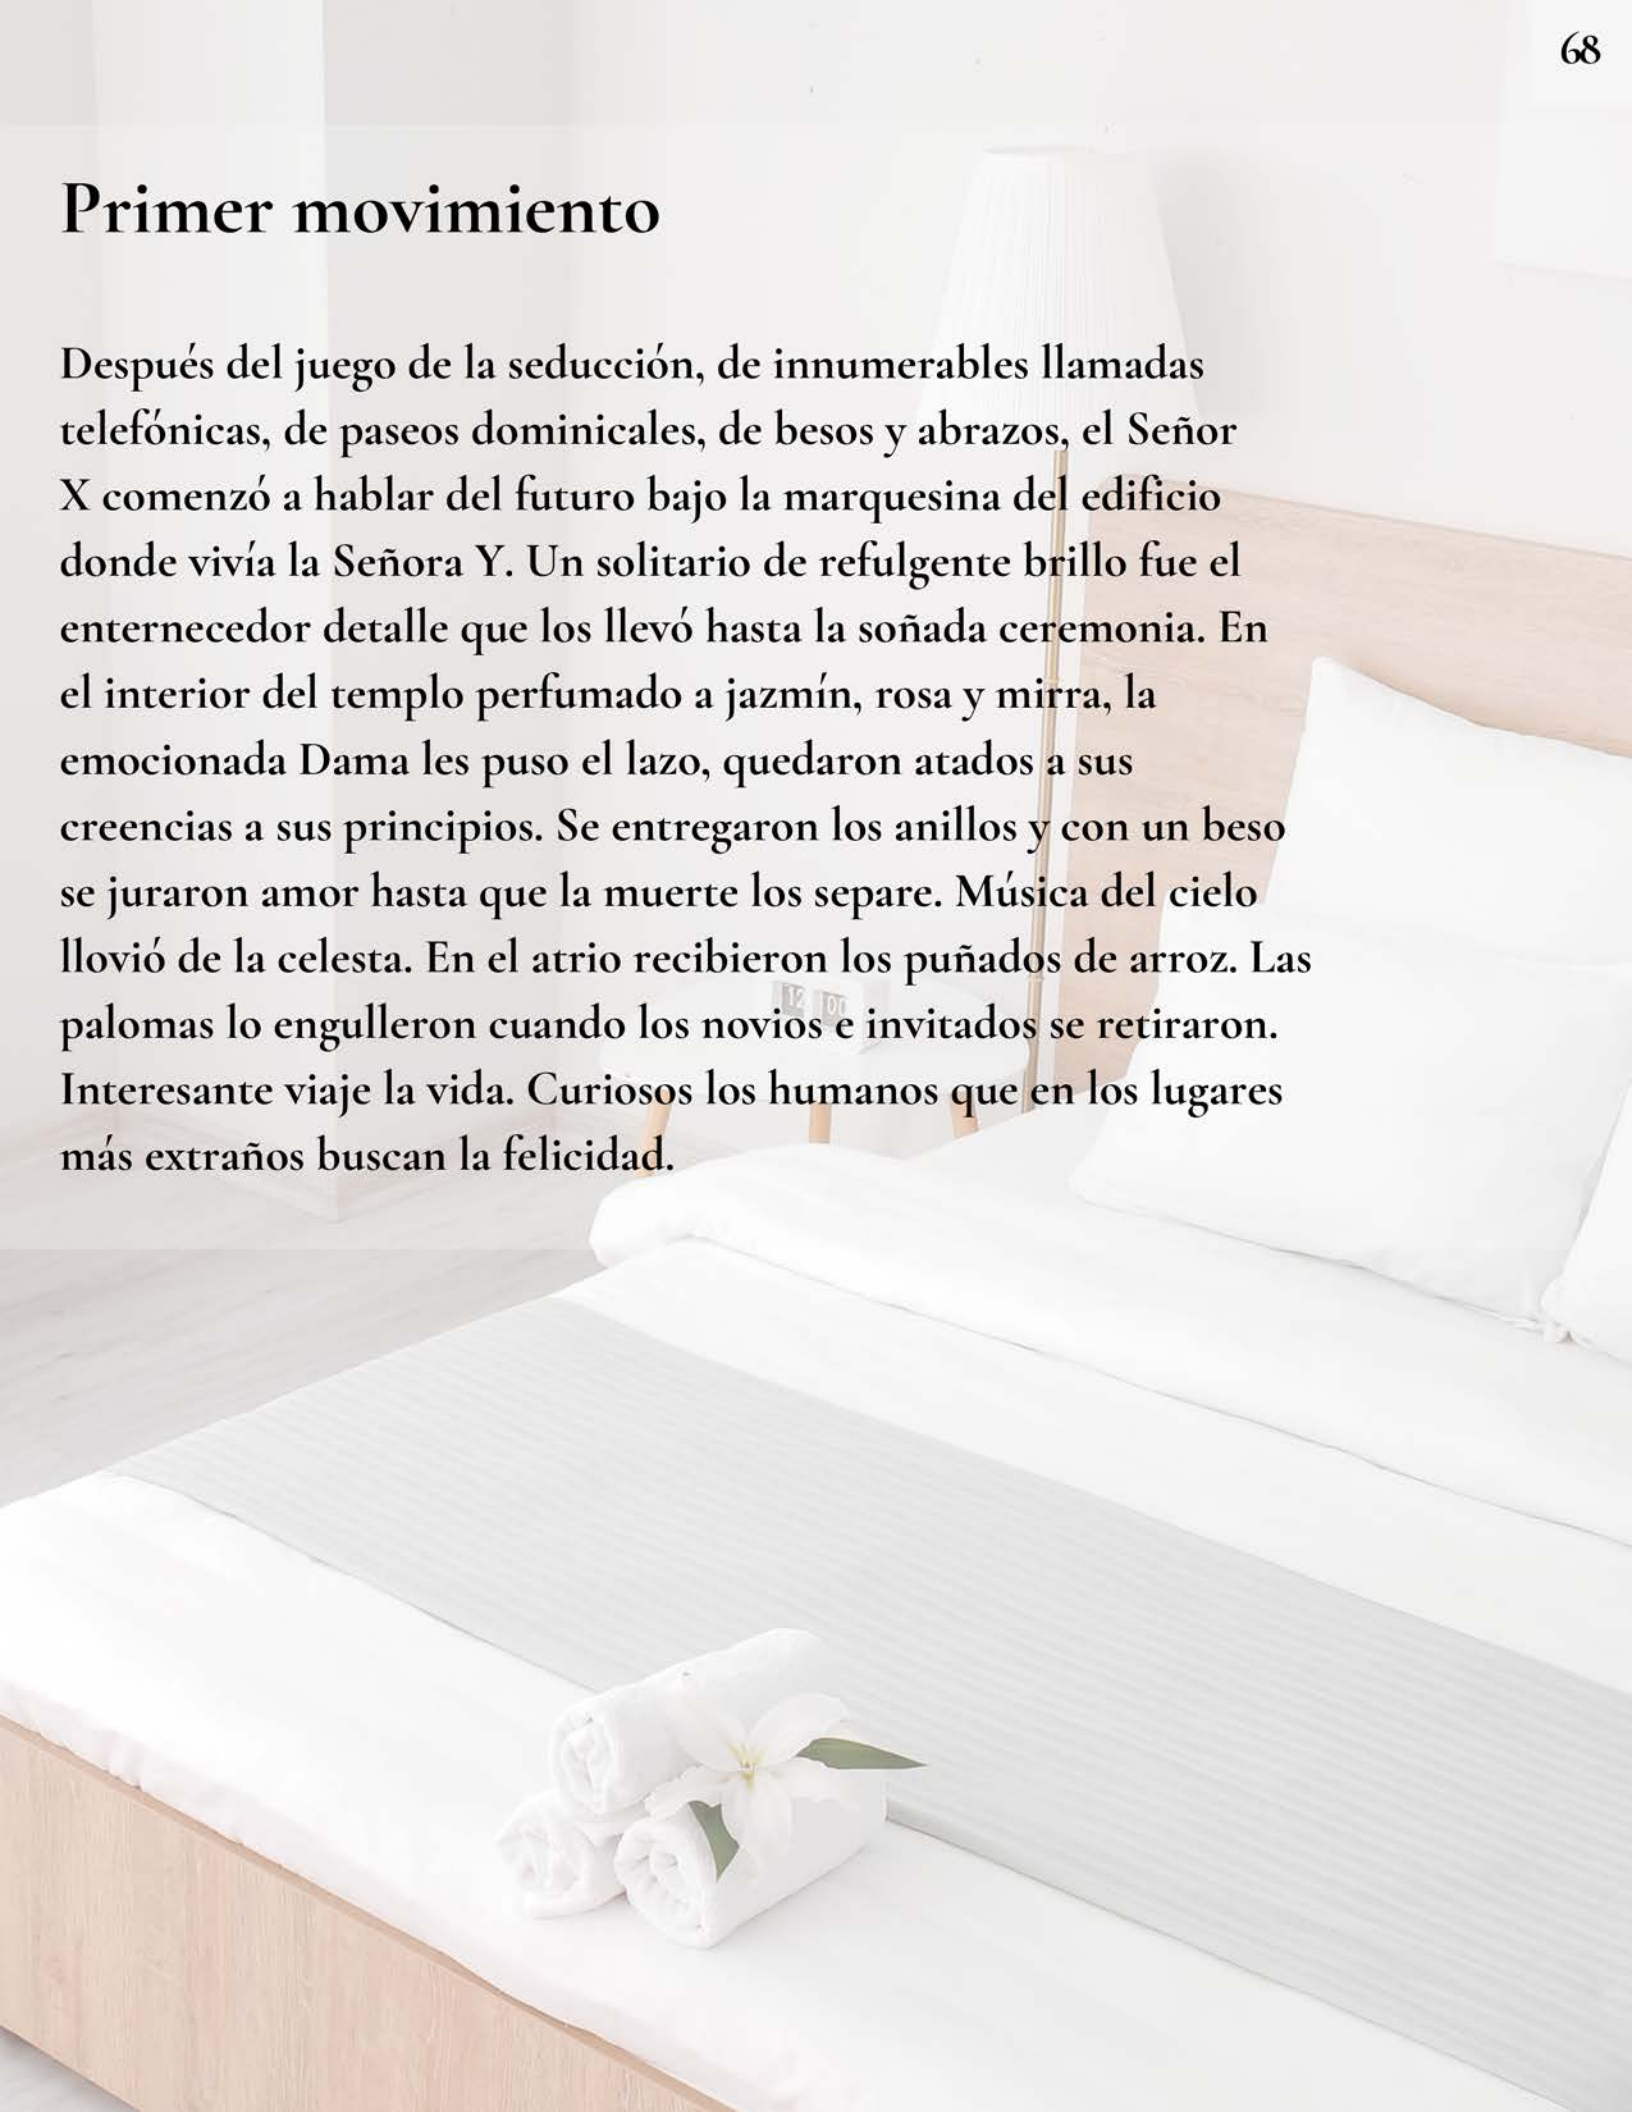 68
Primer movimiento
Después del juego de la seducción, de innumerables llamadas
telefónicas, de paseos dominicales, de besos y abrazos, el Señor
X comenzó a hablar del futuro bajo la marquesina del edificio
donde vivía la Señora Y. Un solitario de refulgente brillo fue el
enternecedor detalle que los llevó hasta la soñada ceremonia. En
el interior del templo perfumado a jazmín, rosa y mirra, la
emocionada Dama les puso el lazo, quedaron atados a sus
creencias a sus principios. Se entregaron los anillos y con un beso
se juraron amor hasta que la muerte los separe. Música del cielo
llovió de la celesta. En el atrio recibieron los puñados de arroz. Las
12 00
palomas lo engulleron cuando los novios e invitados se retiraron.
Interesante viaje la vida. Curiosos los humanos que en los lugares
más extraños buscan la felicidad.